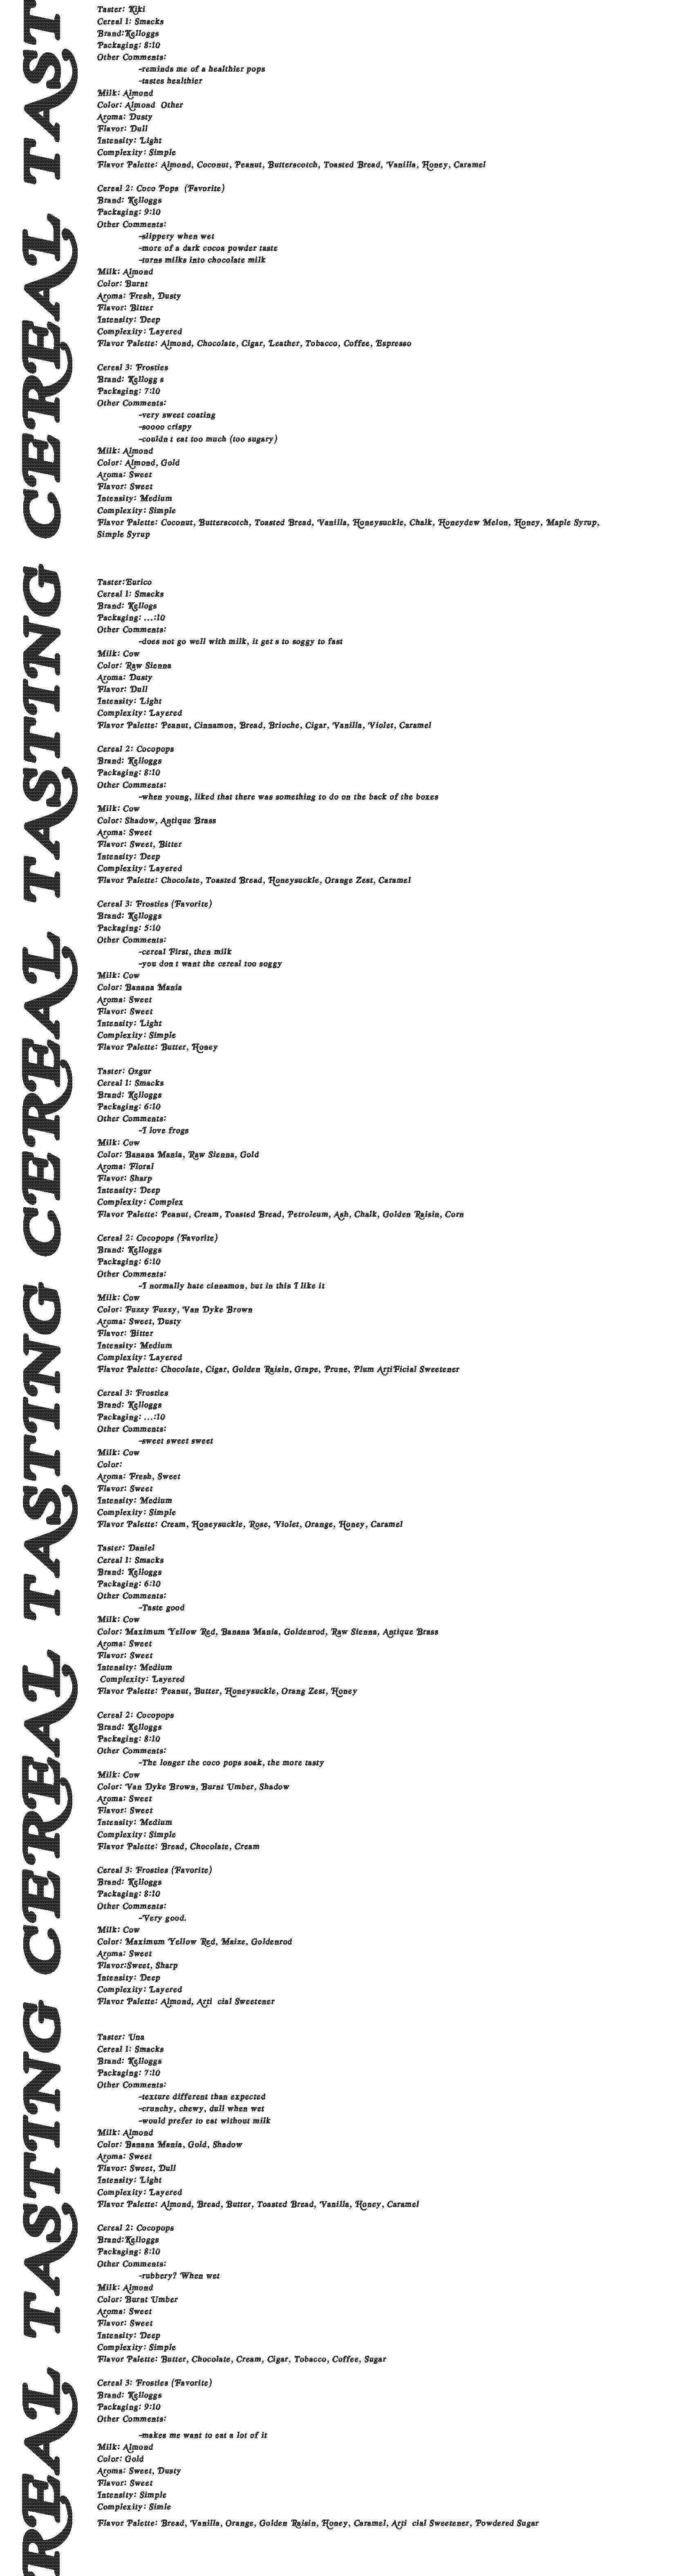 TAST
CEREAL
TASTING
CEREAL
TASTING
CEREAL
TASTING
REAL
Taster: Kiki
Cereal 1: Smacks
Brand:Kelloggs
Packaging: 8:10
Other Comments:
-reminds me of a healthier pops
-tastes healthier
Milk: Almond
Color: Almond Other
Aroma: Dusty
Flavor: Dull
Intensity: Light
Complexity: Simple
Flavor Palette: Almond, Coconut, Peanut, Butterscotch, Toasted Bread, Vanilla, Honey, Caramel
Cereal 2: Coco Pops (Favorite)
Brand: Kelloggs
Packaging: 9:10
Other Comments:
-slippery when wet
-more of a dark cocoa powder taste
-turns milks into chocolate milk
Milk: Almond
Color: Burnt
Aroma: Fresh, Dusty
Flavor: Bitter
Intensity: Deep
Complexity: Layered
Flavor Palette: Almond, Chocolate, Cigar, Leather, Tobacco, Coffee, Espresso
Cereal 3: Frosties
Brand: Kellogg s
Packaging: 7:10
Other Comments:
-very sweet coating
-soooo crispy
-couldn t eat too much (too sugary)
Milk: Almond
Color: Almond, Gold
Aroma: Sweet
Flavor: Sweet
Intensity: Medium
Complexity: Simple
Flavor Palette: Coconut, Butterscotch, Toasted Bread, Vanilla, Honeysuckle, Chalk, Honeydew Melon, Honey, Maple Syrup,
Simple Syrup
Taster:Eurico
Cereal 1: Smacks
Brand: Kellogs
Packaging: ...:10
Other Comments:
-does not go well with milk, it get s to soggy to fast
Milk: Cow
Color: Raw Sienna
Aroma: Dusty
Flavor: Dull
Intensity: Light
Complexity: Layered
Flavor Palette: Peanut, Cinnamon, Bread, Brioche, Cigar, Vanilla, Violet, Caramel
Cereal 2: Cocopops
Brand: Kelloggs
Packaging: 8:10
Other Comments:
-when young, liked that there was something to do on the back of the boxes
Milk: Cow
Color: Shadow, Antique Brass
Aroma: Sweet
Flavor: Sweet, Bitter
Intensity: Deep
Complexity: Layered
Flavor Palette: Chocolate, Toasted Bread, Honeysuckle, Orange Zest, Caramel
Cereal 3: Frosties (Favorite)
Brand: Kelloggs
Packaging: 5:10
Other Comments:
-cereal First, then milk
-you don t want the cereal too soggy
Milk: Cow
Color: Banana Mania
Aroma: Sweet
Flavor: Sweet
Intensity: Light
Complexity: Simple
Flavor Palette: Butter, Honey
Taster: Ozgur
Cereal 1: Smacks
Brand: Kelloggs
Packaging: 6:10
Other Comments:
-I love frogs
Milk: Cow
Color: Banana Mania, Raw Sienna, Gold
Aroma: Floral
Flavor: Sharp
Intensity: Deep
Complexity: Complex
Flavor Palette: Peanut, Cream, Toasted Bread, Petroleum, Ash, Chalk, Golden Raisin, Corn
Cereal 2: Cocopops (Favorite)
Brand: Kelloggs
Packaging: 6:10
Other Comments:
-I normally hate cinnamon, but in this I like it
Milk: Cow
Color: Fuzzy Fuzzy, Van Dyke Brown
Aroma: Sweet, Dusty
Flavor: Bitter
Intensity: Medium
Complexity: Layered
Flavor Palette: Chocolate, Cigar, Golden Raisin, Grape, Prune, Plum ArtiFicial Sweetener
Cereal 3: Frosties
Brand: Kelloggs
Packaging: ...:10
Other Comments:
-sweet sweet sweet
Milk: Cow
Color:
Aroma: Fresh, Sweet
Flavor: Sweet
Intensity: Medium
Complexity: Simple
Flavor Palette: Cream, Honeysuckle, Rose, Violet, Orange, Honey, Caramel
Taster: Daniel
Cereal 1: Smacks
Brand: Kelloggs
Packaging: 6:10
Other Comments:
-Taste good
Milk: Cow
Color: Maximum Yellow Red, Banana Mania, Goldenrod, Raw Sienna, Antique Brass
Aroma: Sweet
Flavor: Sweet
Intensity: Medium
Complexity: Layered
Flavor Palette: Peanut, Butter, Honeysuckle, Orang Zest, Honey
Cereal 2: Cocopops
Brand: Kelloggs
Packaging: 8:10
Other Comments:
-The longer the coco pops soak, the more tasty
Milk: Cow
Color: Van Dyke Brown, Burnt Umber, Shadow
Aroma: Sweet
Flavor: Sweet
Intensity: Medium
Complexity: Simple
Flavor Palette: Bread, Chocolate, Cream
Cereal 3: Frosties (Favorite)
Brand: Kelloggs
Packaging: 8:10
Other Comments:
-Very good.
Milk: Cow
Color: Maximum Yellow Red, Maize, Goldenrod
Aroma: Sweet
Flavor:Sweet, Sharp
Intensity: Deep
Complexity: Layered
Flavor Palette: Almond, Arti cial Sweetener
Taster: Una
Cereal 1: Smacks
Brand: Kelloggs
Packaging: 7:10
Other Comments:
-texture different than expected
-crunchy, chewy, dull when wet
-would prefer to eat without milk
Milk: Almond
Color: Banana Mania, Gold, Shadow
Aroma: Sweet
Flavor: Sweet, Dull
Intensity: Light
Complexity: Layered
Flavor Palette: Almond, Bread, Butter, Toasted Bread, Vanilla, Honey, Caramel
Cereal 2: Cocopops
Brand:Kelloggs
Packaging: 8:10
Other Comments:
-rubbery? When wet
Milk: Almond
Color: Burnt Umber
Aroma: Sweet
Flavor: Sweet
Intensity: Deep
Complexity: Simple
Flavor Palette: Butter, Chocolate, Cream, Cigar, Tobacco, Coffee, Sugar
Cereal 3: Frosties (Favorite)
Brand: Kelloggs
Packaging: 9:10
Other Comments:
-makes me want to eat a lot of it
Milk: Almond
Color: Gold
Aroma: Sweet, Dusty
Flavor: Sweet
Intensity: Simple
Complexity: Simle
Flavor Palette: Bread, Vanilla, Orange, Golden Raisin, Honey, Caramel, Arti cial Sweetener, Powdered Sugar